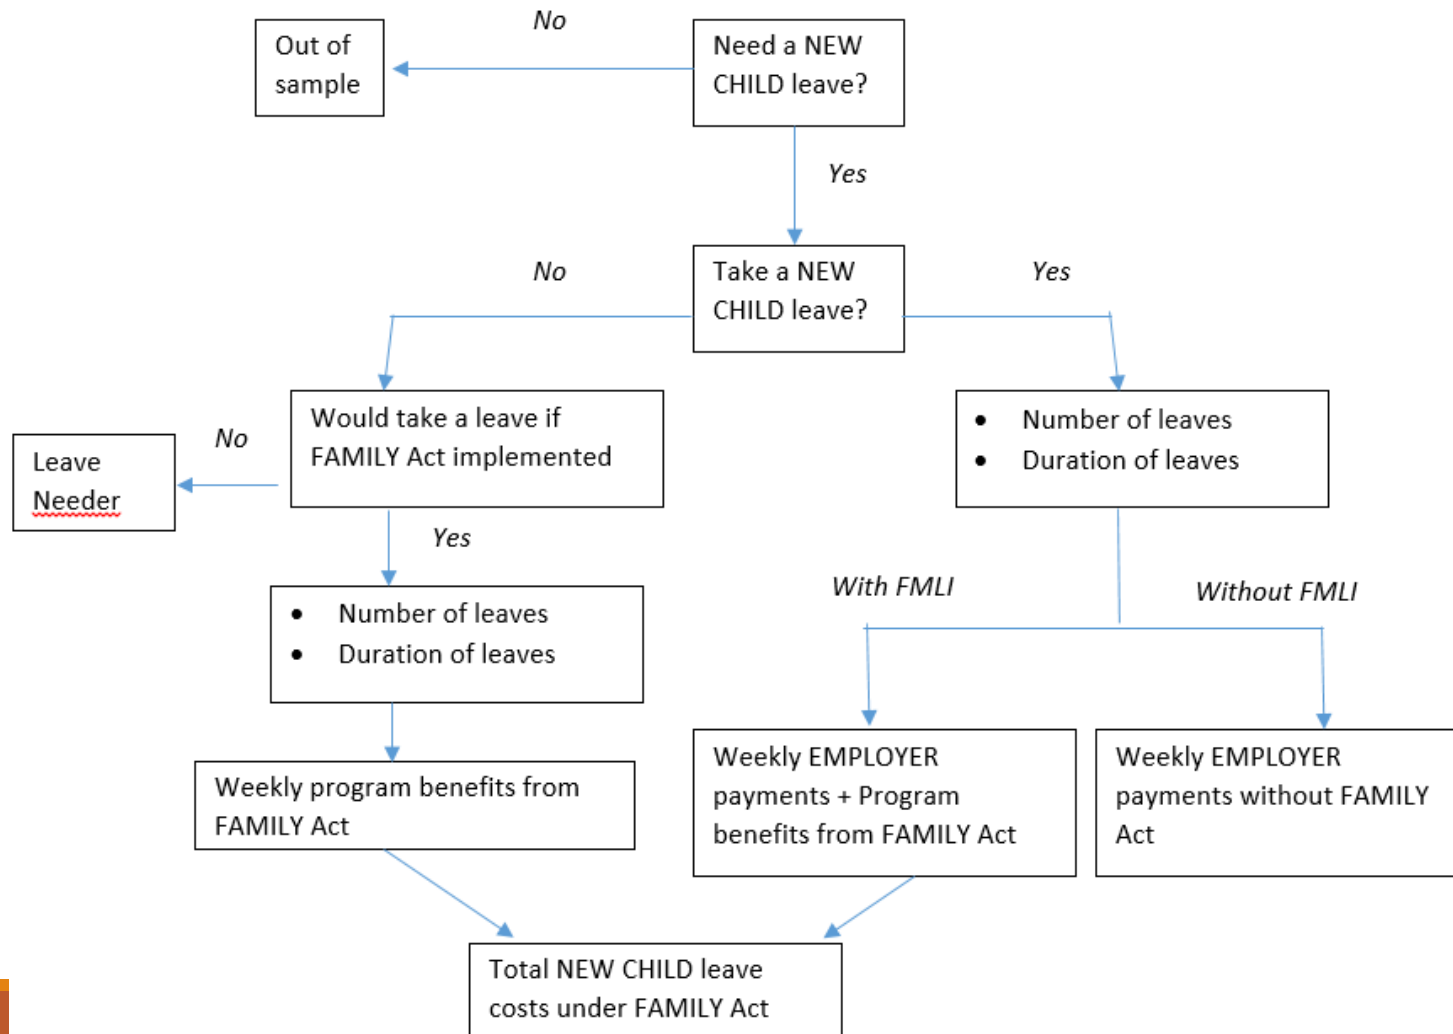 No
Out of
sample
Need a NEW
CHILD leave?
Yes
No
Take a NEW
CHILD leave?
Yes
Would take a leave if
FAMILY Act implemented
• Number of leaves
• Duration of leaves
No
Leave
Needer
Yes
With FMLI
Without FMLI
• Number of leaves
• Duration of leaves
Weekly program benefits from
FAMILY Act
Weekly EMPLOYER
payments + Program
benefits from FAMILY Act
Weekly EMPLOYER
payments without FAMILY
Act
Total NEW CHILD leave
costs under FAMILY Act